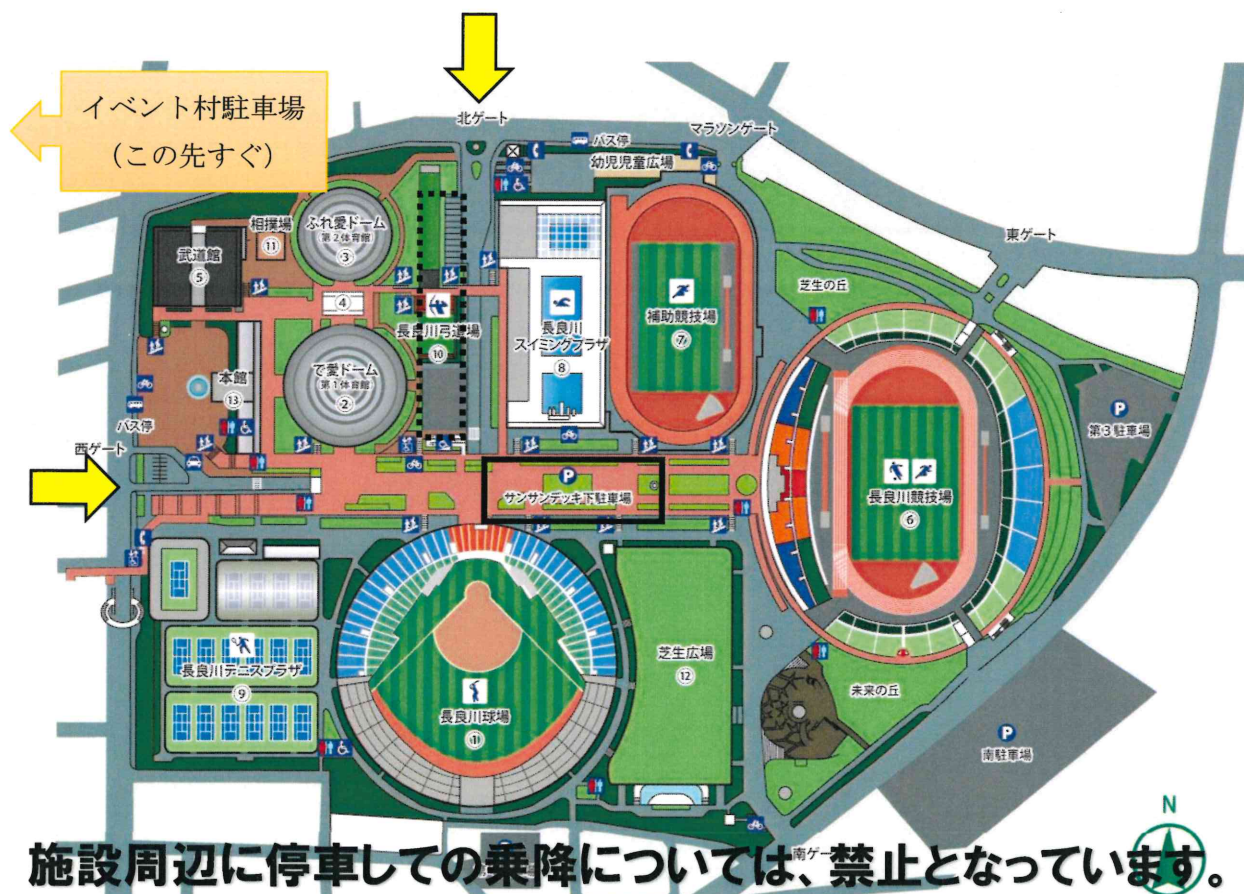 イベント村駐車場
(この先すぐ)
北ゲート
バス停
マラソンゲート
幼児児童広場
東ゲート
相撲場
⑪
ふれ愛ドーム
第2体育館
③
武道館
⑤
④
長良川弓道場
⑩
長良川
スイミングプラザ
⑧
補助競技場
⑦
芝生の丘
で愛ドーム
第1体育館
②
本館
⑬
バス停
西ゲート
P
第3駐車場
P
サンサンデッキ下駐車場
長良川競技場
⑥
長良川テニスプラザ
⑨
長良川球場
①
芝生広場
⑫
未来の丘
P
南駐車場
N
南ゲー
施設周辺に停車しての乗降については、禁止となっています。